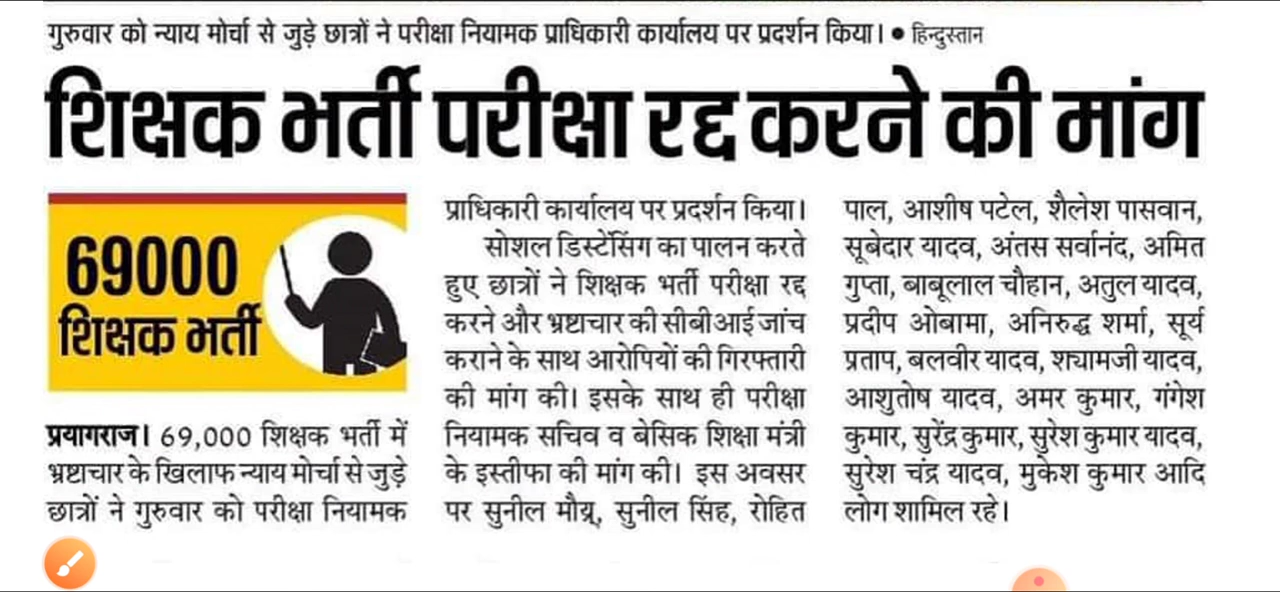 गुरुवार को न्याय मोर्चा से जुड़े छात्रों ने परीक्षा नियामक प्राधिकारी कार्यालय पर प्रदर्शन किया। ● हिन्दुस्तान
शिक्षक भर्ती परीक्षा रद्द करने की मांग
69000
शिक्षक भर्ती
प्रयागराज। 69,000 शिक्षक भर्ती में
भ्रष्टाचार के खिलाफ न्याय मोर्चा से जुड़े
छात्रों ने गुरुवार को परीक्षा नियामक
प्राधिकारी कार्यालय पर प्रदर्शन किया।
सोशल डिस्टेंसिंग का पालन करते
हुए छात्रों ने शिक्षक भर्ती परीक्षा रद्द
करने और भ्रष्टाचार की सीबीआई जांच
कराने के साथ आरोपियों की गिरफ्तारी
की मांग की। इसके साथ ही परीक्षा
नियामक सचिव व बेसिक शिक्षा मंत्री
के इस्तीफा की मांग की। इस अवसर
पर सुनील मौय्र्, सुनील सिंह, रोहित
पाल, आशीष पटेल, शैलेश पासवान,
सूबेदार यादव, अंतस सर्वानंद, अमित
गुप्ता, बाबूलाल चौहान, अतुल यादव,
प्रदीप ओबामा, अनिरुद्ध शर्मा, सूर्य
प्रताप, बलवीर यादव, श्यामजी यादव,
आशुतोष यादव, अमर कुमार, गंगेश
कुमार, सुरेंद्र कुमार, सुरेश कुमार यादव,
सुरेश चंद्र यादव, मुकेश कुमार आदि
लोग शामिल रहे।